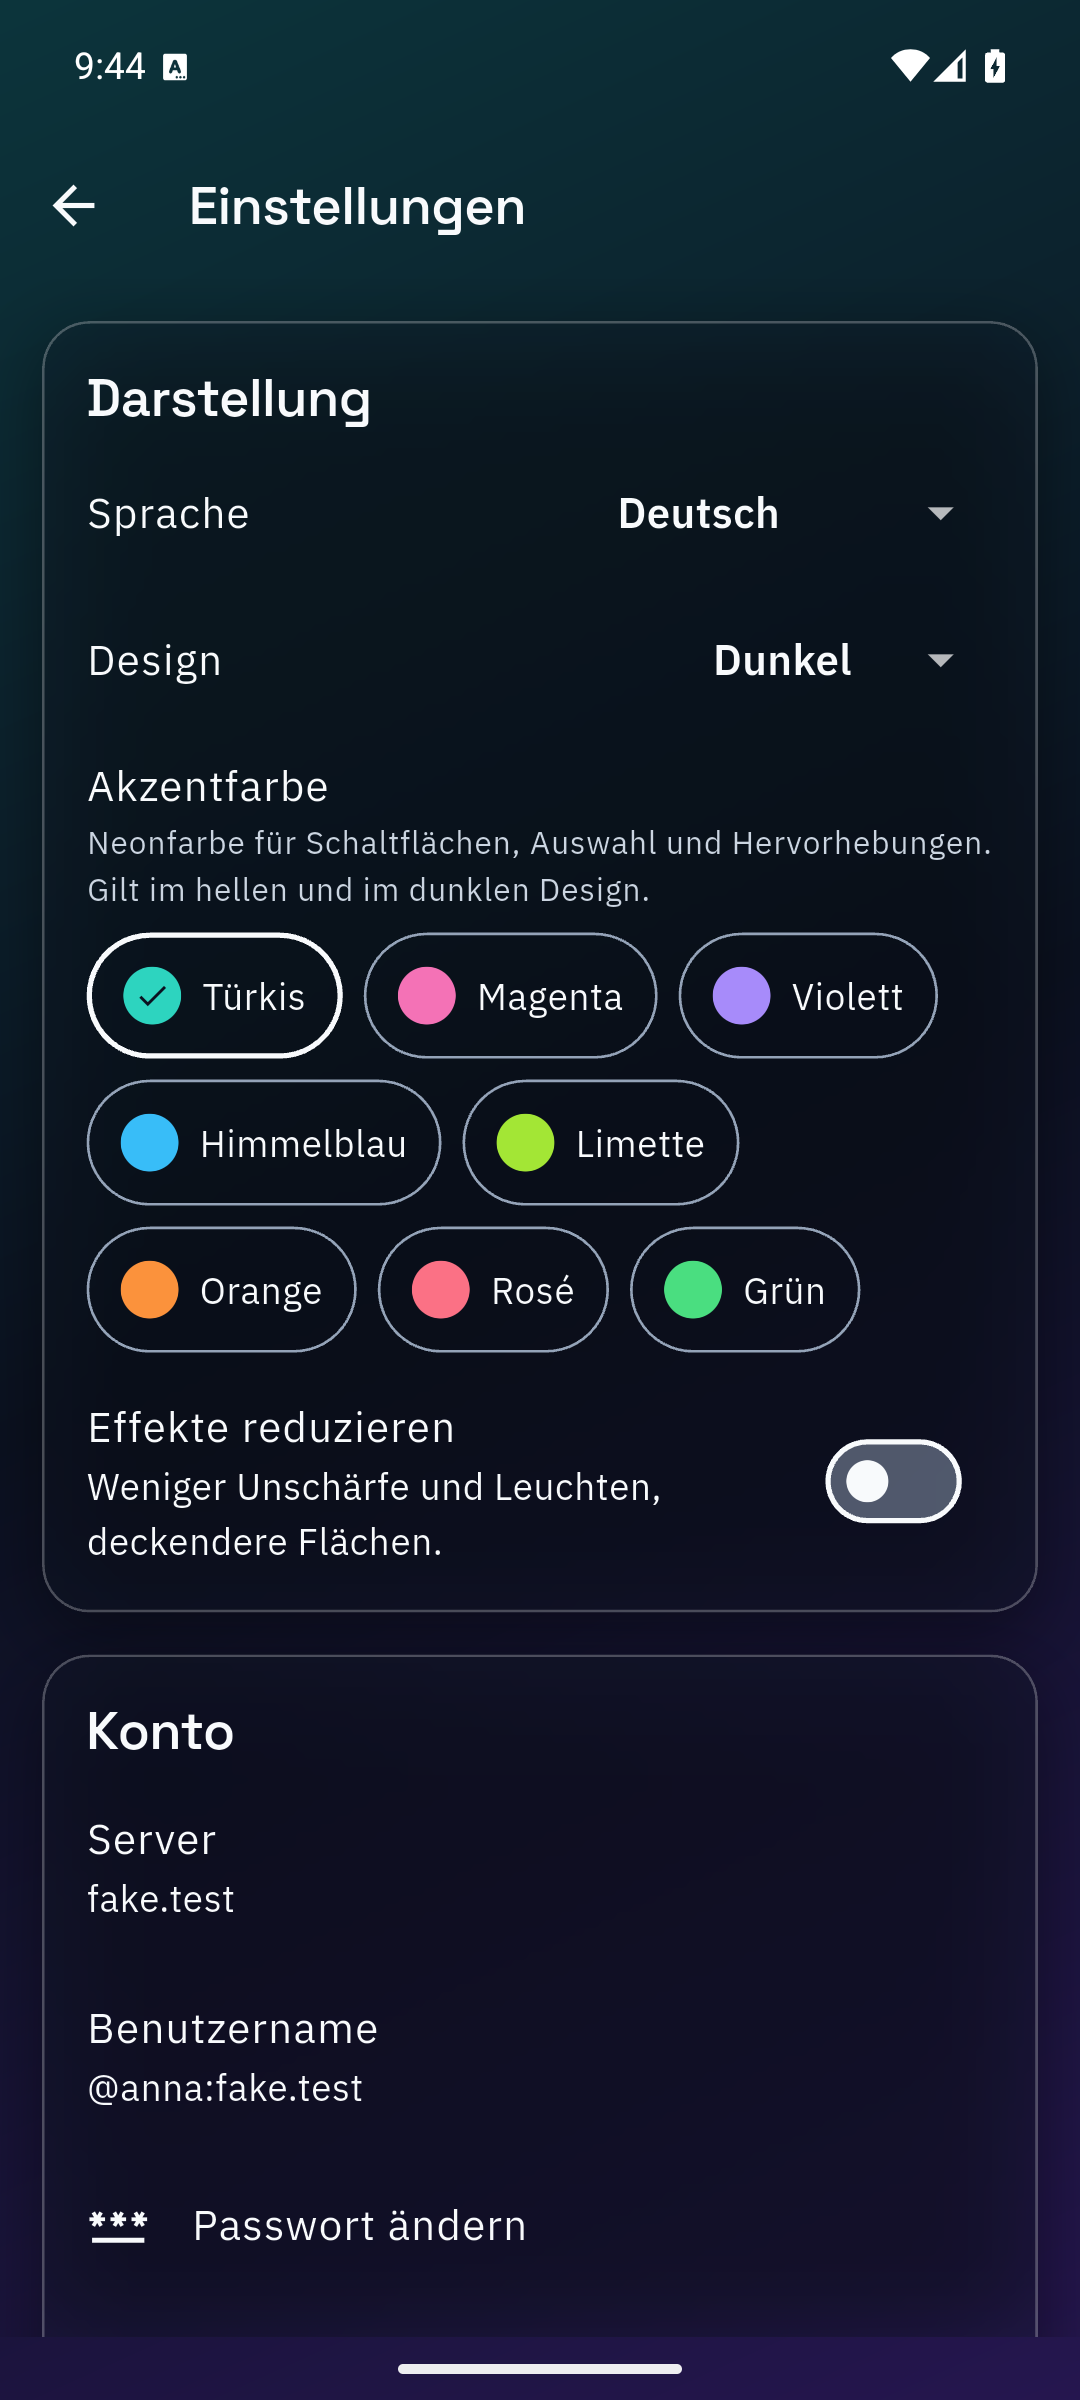 9:44
Einstellungen
Darstellung
Sprache Deutsch
Design Dunkel
Akzentfarbe
Neonfarbe für Schaltflächen, Auswahl und Hervorhebungen.
Gilt im hellen und im dunklen Design.
Türkis Magenta Violett
Himmelblau Limette
Orange Rosé Grün
Effekte reduzieren
Weniger Unschärfe und Leuchten,
deckendere Flächen.
Konto
Server
fake.test
Benutzername
@anna:fake.test
Passwort ändern